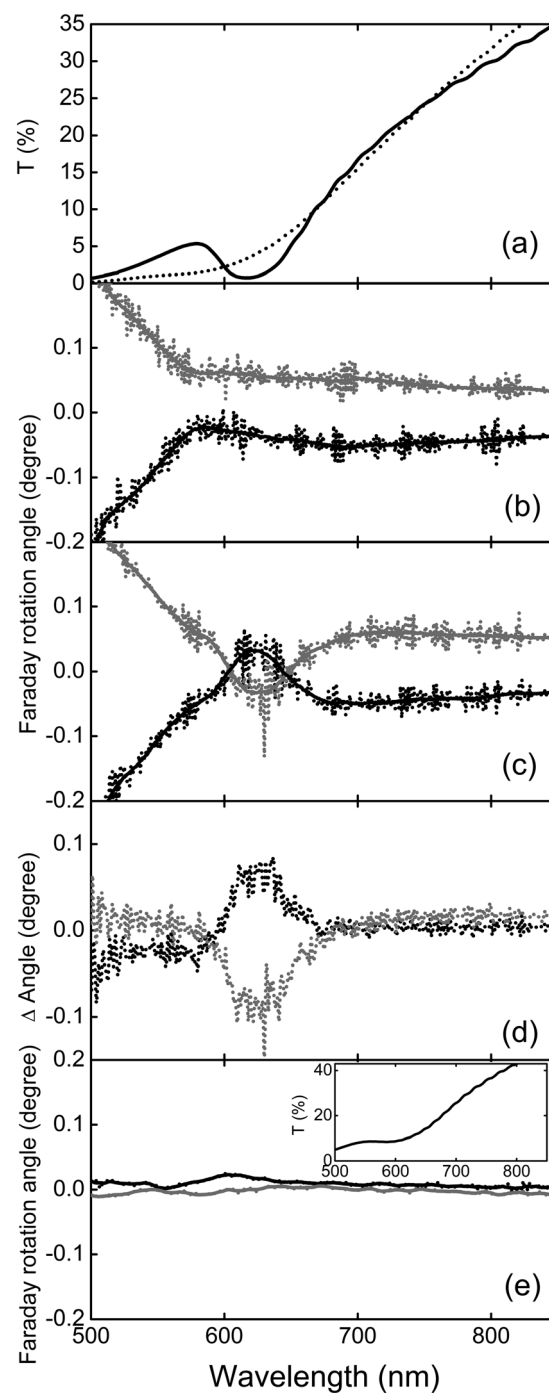 35
30
25
20
15
10
5
0
T (%)
(a)
0.1
0.0
-0.1
-0.2
(b)
Faraday rotation angle (degree)
0.1
0.0
-0.1
-0.2
(c)
0.1
0.0
-0.1
Δ Angle (degree)
(d)
0.2
0.1
0.0
-0.1
-0.2
Faraday rotation angle (degree)
40
20
0
T (%)
500 600 700 800
(e)
500 600 700 800
Wavelength (nm)